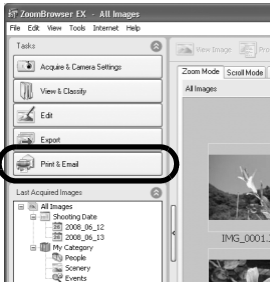 ZoomBrowser EX - All Images
File Edit View Tools Internet Help
Tasks
View Image
Acquire & Camera Settings
Zoom Mode Scroll Mode
View & Classify
All Images
Edit
Export
Print & Email
Last Acquired Images
All Images
Shooting Date
2008_06_12
2008_06_13
My Category
People
Scenery
Events
IMG_0001.